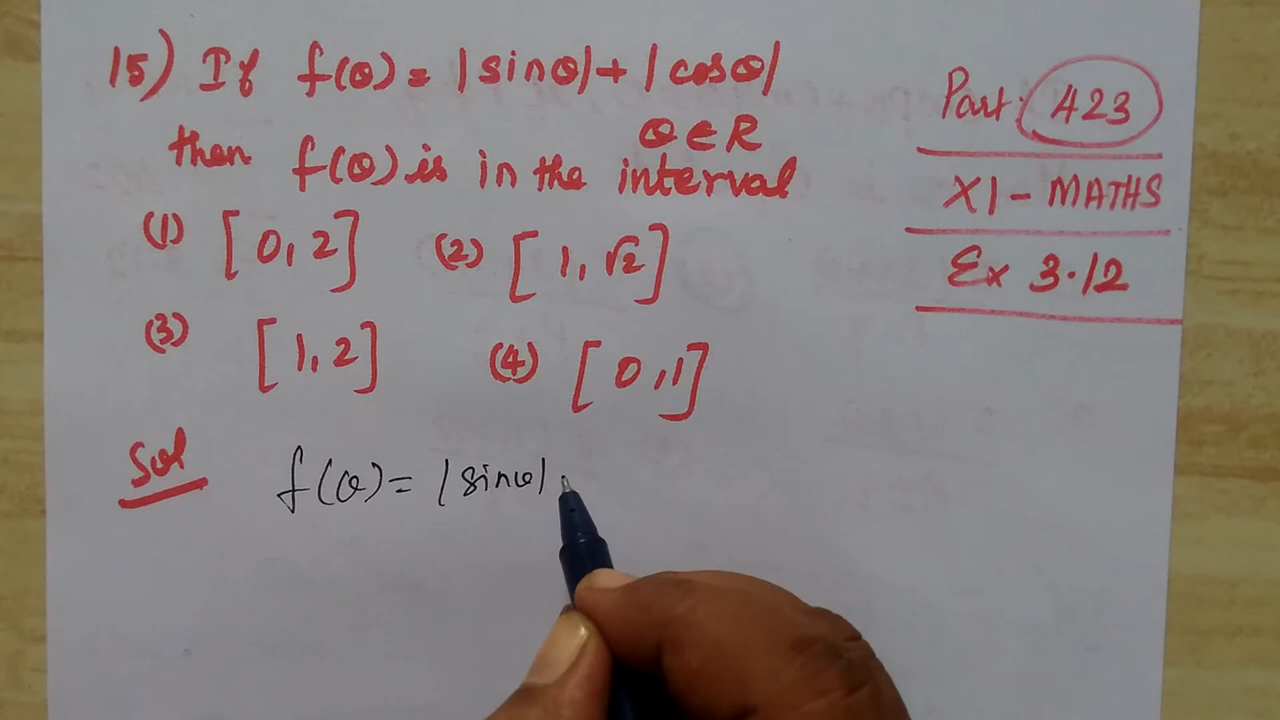 15) If f(θ) = |sinθ| + |cosθ|
θ ∈ R
then f(θ) is in the interval
(1) [0, 2] (2) [1, √2]
(3) [1, 2] (4) [0, 1]
Sol f(θ) = |sinθ|
Part. 423
XI - MATHS
Ex 3.12